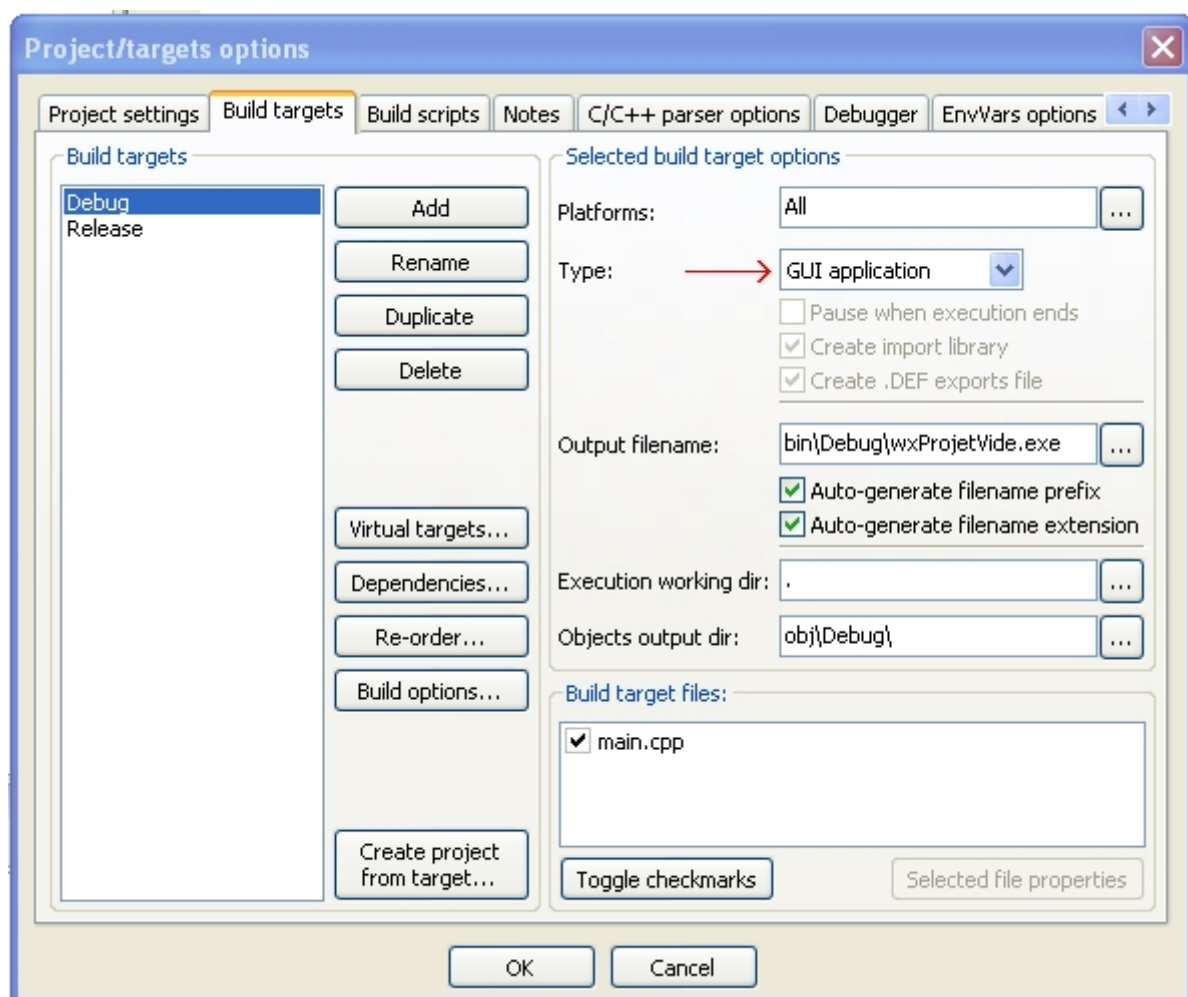 Project/targets options
Project settings
Build targets
Build scripts
Notes
C/C++ parser options
Debugger
EnvVars options
Build targets
Debug
Release
Add
Rename
Duplicate
Delete
Virtual targets...
Dependencies...
Re-order...
Build options...
Create project
from target...
Selected build target options
Platforms:
All
...
Type:
GUI application
Pause when execution ends
Create import library
Create .DEF exports file
Output filename:
bin\Debug\wxProjetVide.exe
...
Auto-generate filename prefix
Auto-generate filename extension
Execution working dir:
.
...
Objects output dir:
obj\Debug\
...
Build target files:
main.cpp
Toggle checkmarks
Selected file properties
OK
Cancel